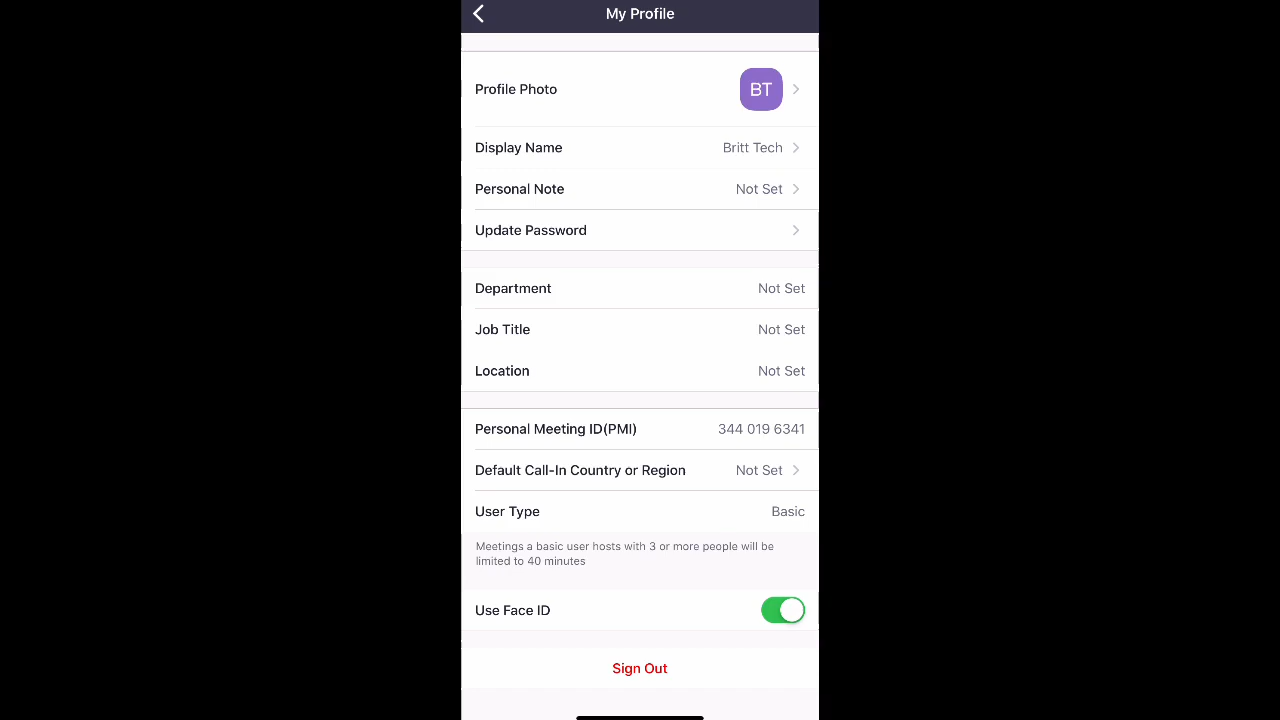 My Profile
Profile Photo BT
Display Name Britt Tech
Personal Note Not Set
Update Password
Department Not Set
Job Title Not Set
Location Not Set
Personal Meeting ID(PMI) 344 019 6341
Default Call-In Country or Region Not Set
User Type Basic
Meetings a basic user hosts with 3 or more people will be
limited to 40 minutes
Use Face ID
Sign Out